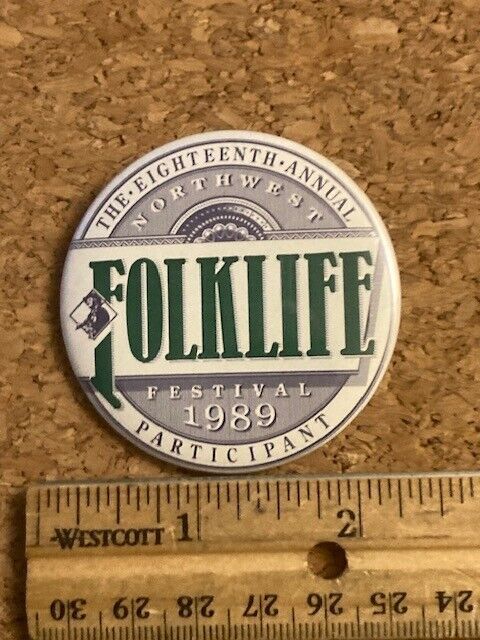 THE · EIGHTEENTH · ANNUAL
NORTHWEST
FOLKLIFE
FESTIVAL
1989
PARTICIPANT
WESTCOTT 1 2
30 29 28 27 26 25 24